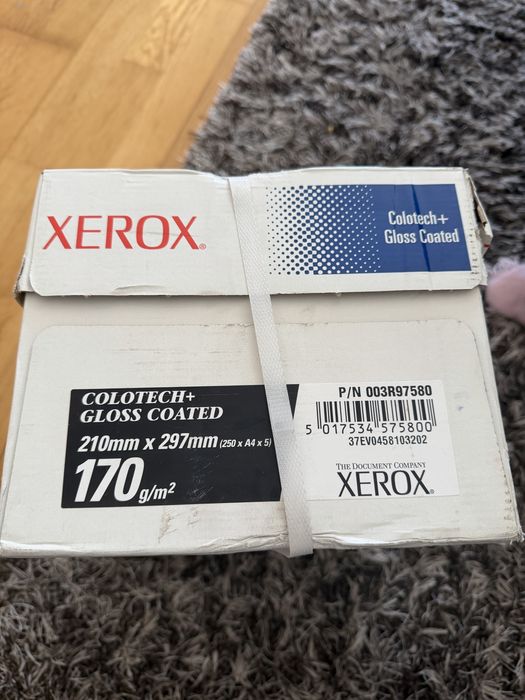 XEROX®
Colotech+
Gloss Coated
COLOTECH+
GLOSS COATED
210mm x 297mm (250 x A4 x 5)
170 g/m²
P/N 003R97580
5 017534 575800
37EV0458103202
THE DOCUMENT COMPANY
XEROX®